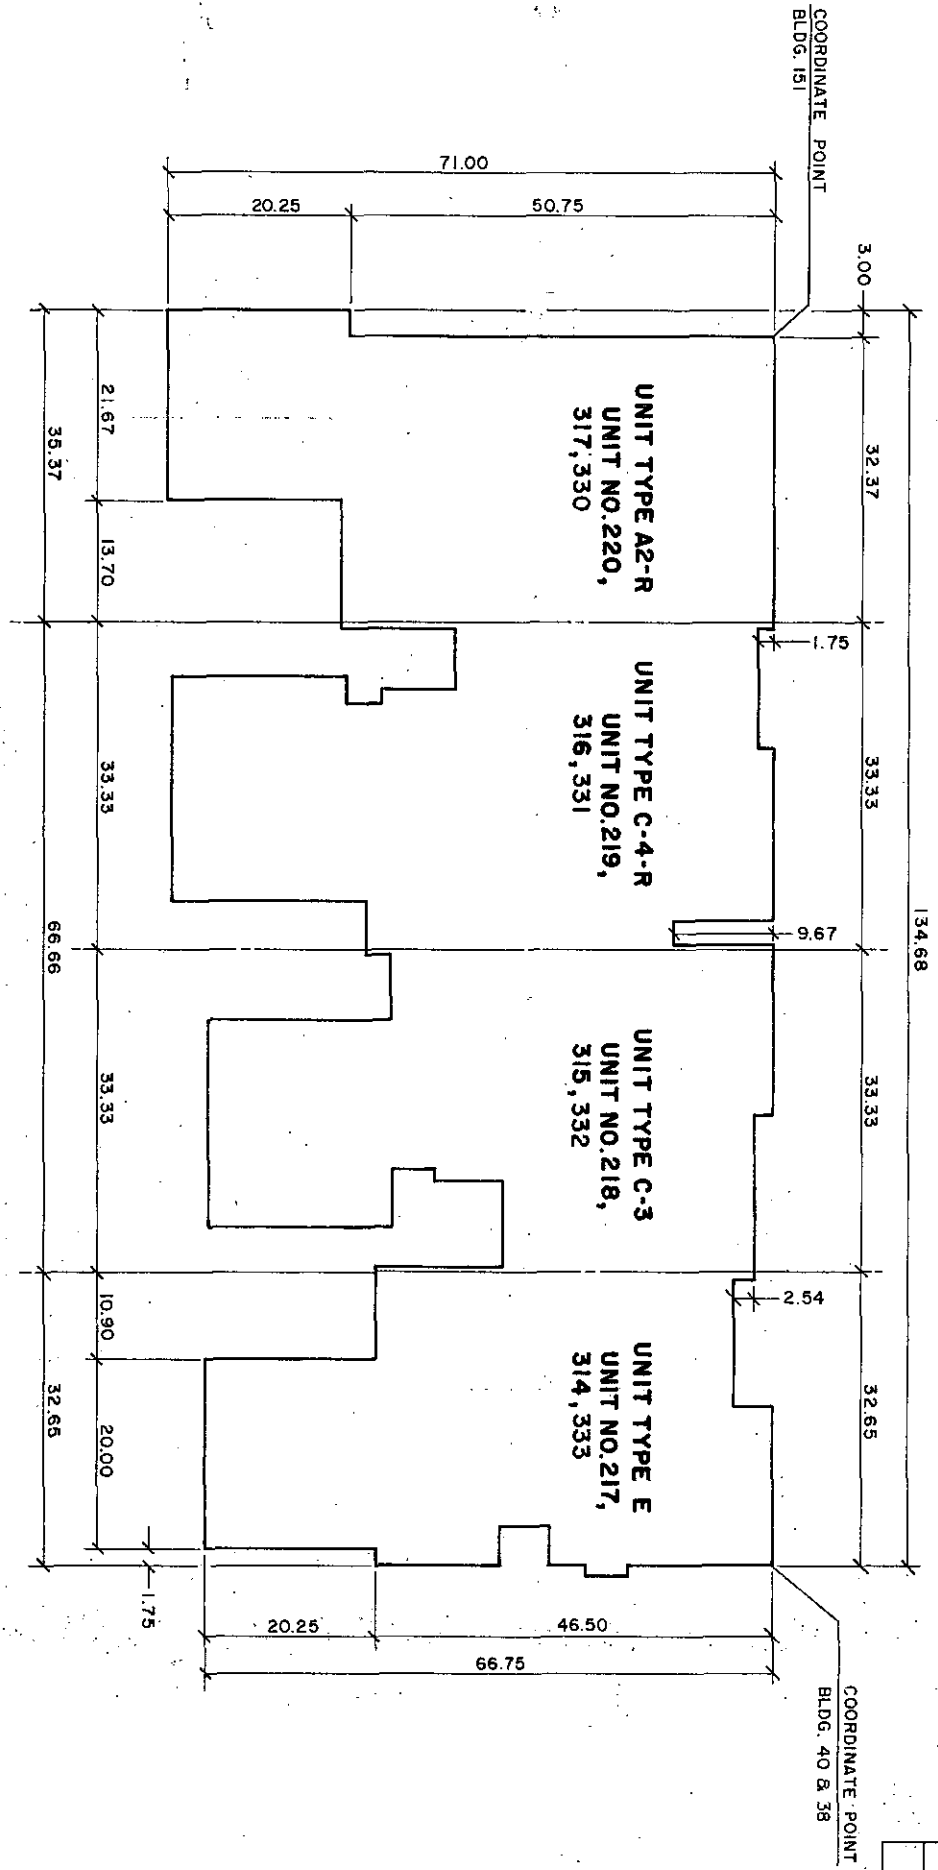 COORDINATE POINT
BLDG. 151
71.00
20.25
50.75
3.00
32.37
33.33
33.33
32.65
134.68
UNIT TYPE A2-R
UNIT NO.220,
317,330
UNIT TYPE C-4-R
UNIT NO.219,
316,331
UNIT TYPE C-3
UNIT NO.218,
315,332
UNIT TYPE E
UNIT NO.217,
314,333
1.75
9.67
2.54
21.67
13.70
33.33
33.33
10.90
20.00
1.75
35.37
66.66
32.65
20.25
46.50
66.75
COORDINATE POINT
BLDG. 40 & 38